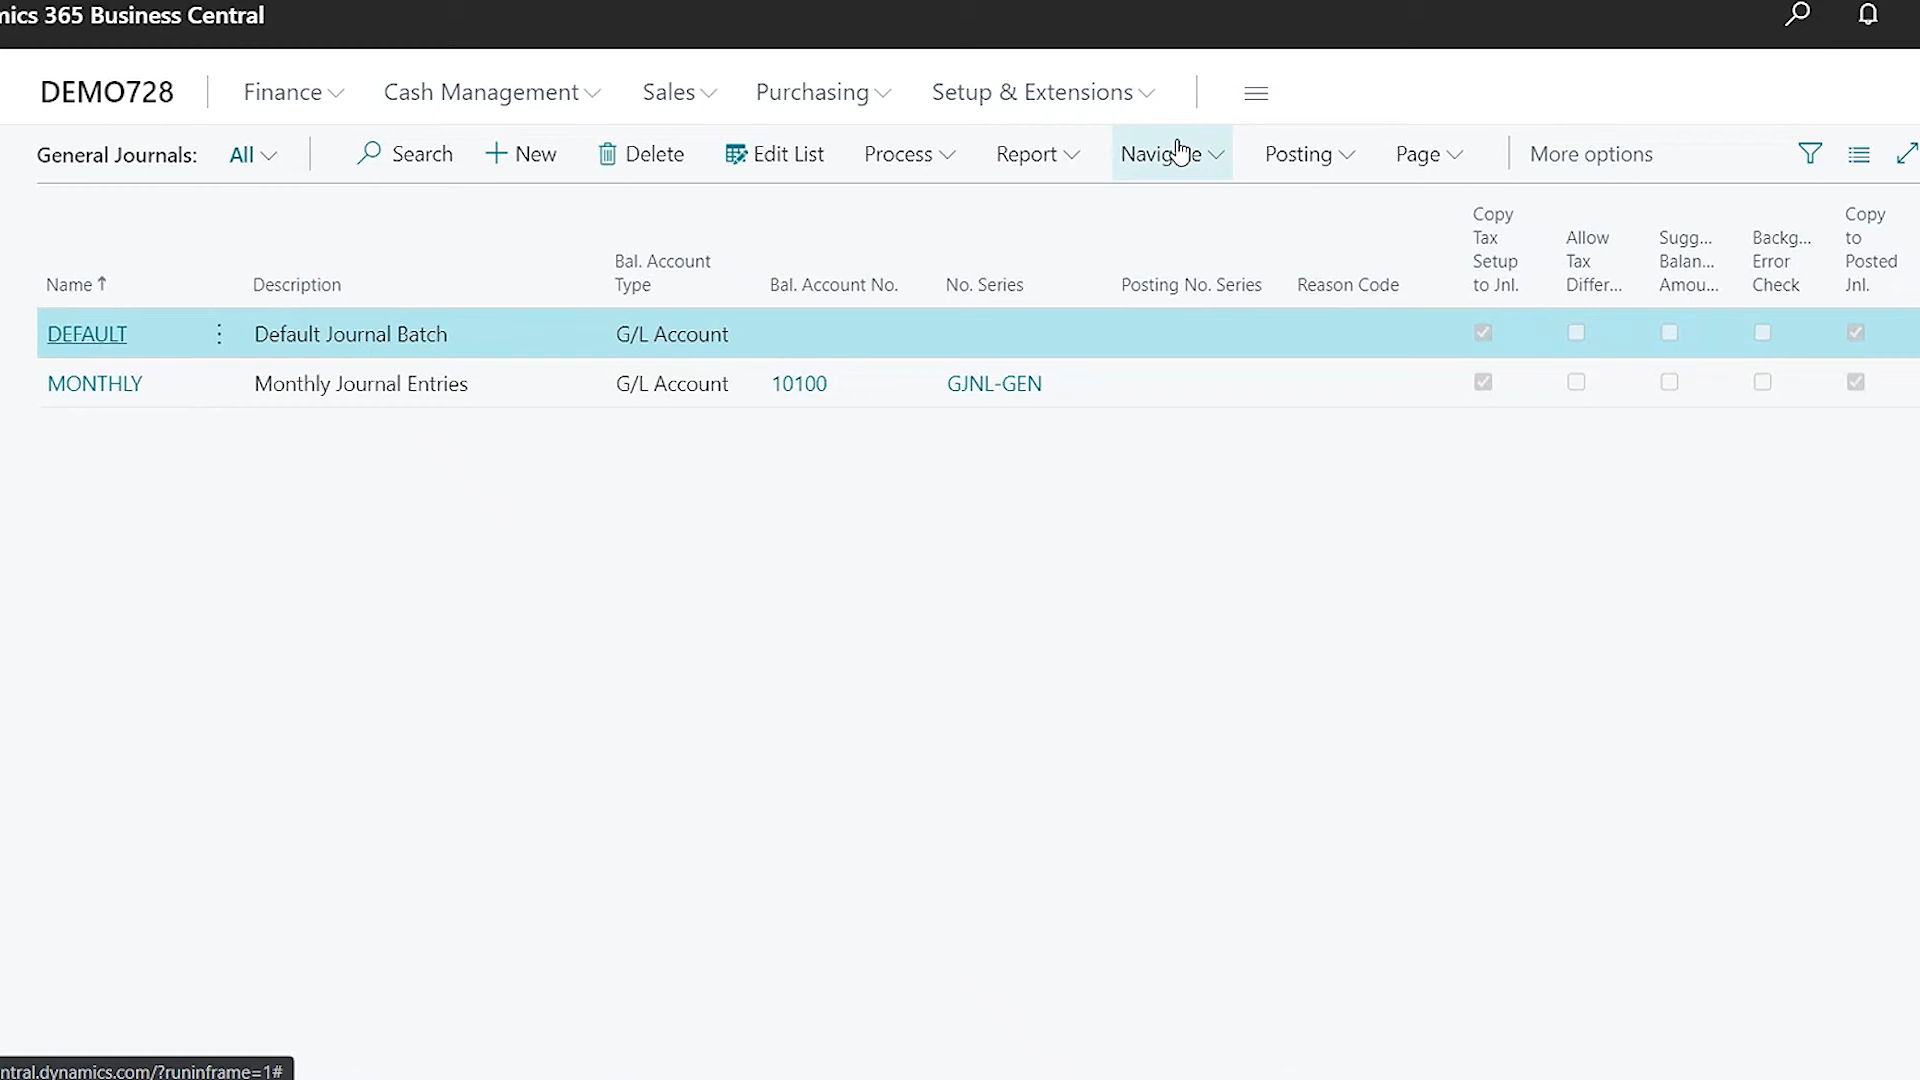 mics 365 Business Central
DEMO728 Finance Cash Management Sales Purchasing Setup & Extensions
General Journals: All Search New Delete Edit List Process Report Navigate Posting Page More options
Name Description Bal. Account Type Bal. Account No. No. Series Posting No. Series Reason Code Copy Tax Setup to Jnl. Allow Tax Differ... Sugg... Balan... Amou... Backg... Error Check Copy to Posted Jnl.
DEFAULT Default Journal Batch G/L Account
MONTHLY Monthly Journal Entries G/L Account 10100 GJNL-GEN
ntral.dynamics.com/?runinframe=1#